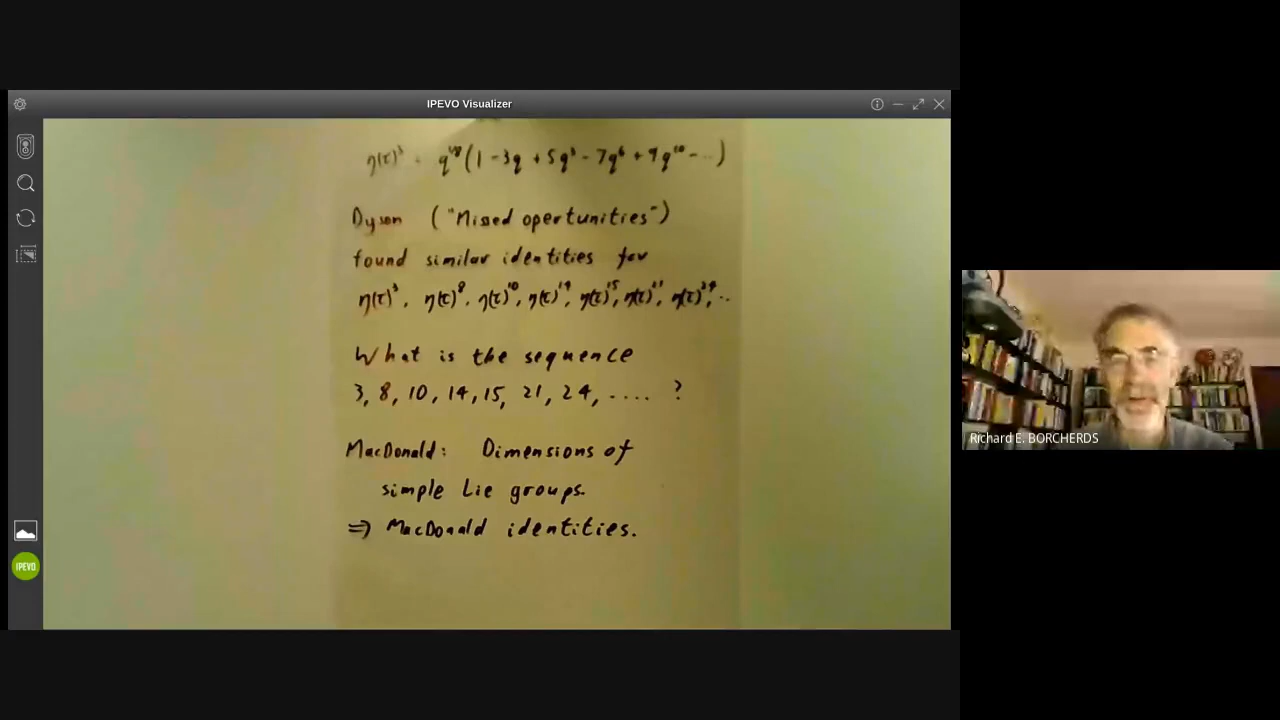 IPEVO Visualizer
η(τ)³ = q^{1/8}(1 - 3q + 5q³ - 7q⁶ + 9q¹⁰ - ...)
Dyson ("Missed opertunities")
found similar identities for
η(τ)³, η(τ)⁸, η(τ)¹⁰, η(τ)¹⁴, η(τ)¹⁵, η(τ)²¹, η(τ)²⁴, ..
What is the sequence
3, 8, 10, 14, 15, 21, 24, ..... ?
MacDonald: Dimensions of
simple Lie groups.
⇒ MacDonald identities.
IPEVO
Richard E. BORCHERDS